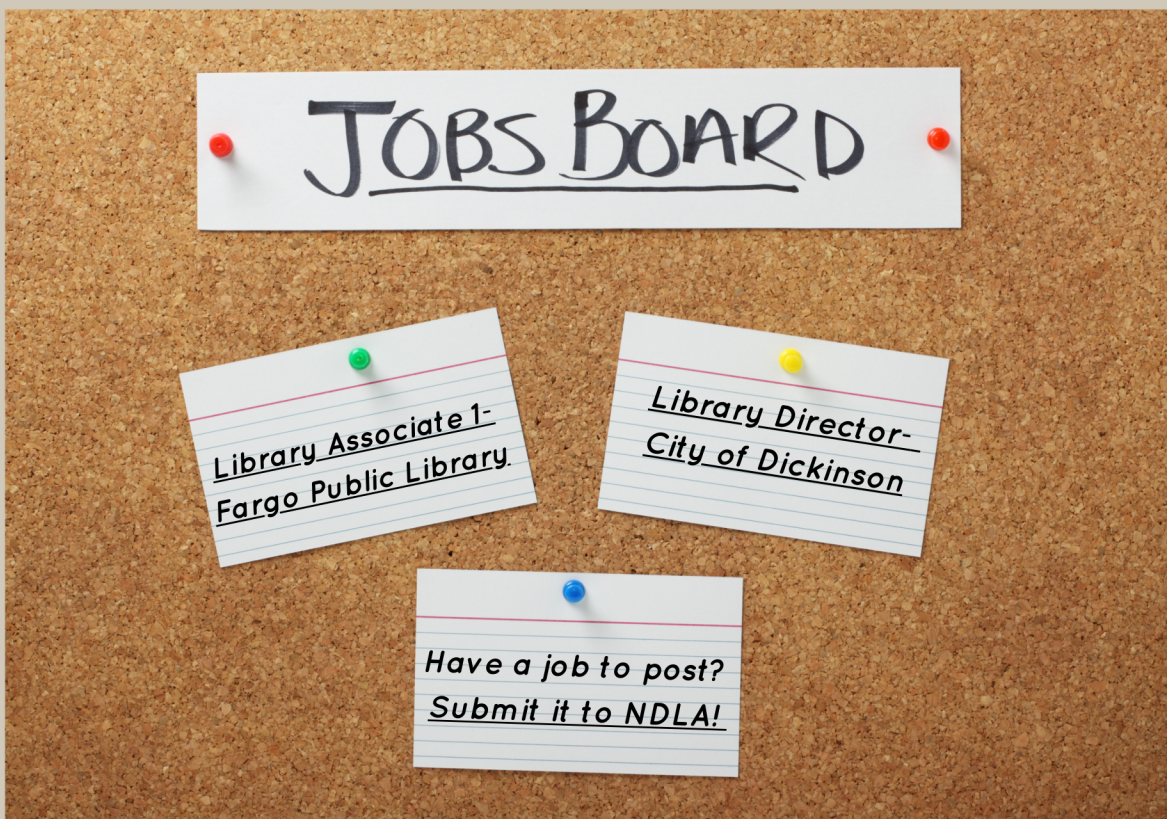 JOBS BOARD
Library Associate 1-
Fargo Public Library
Library Director-
City of Dickinson
Have a job to post?
Submit it to NDLA!